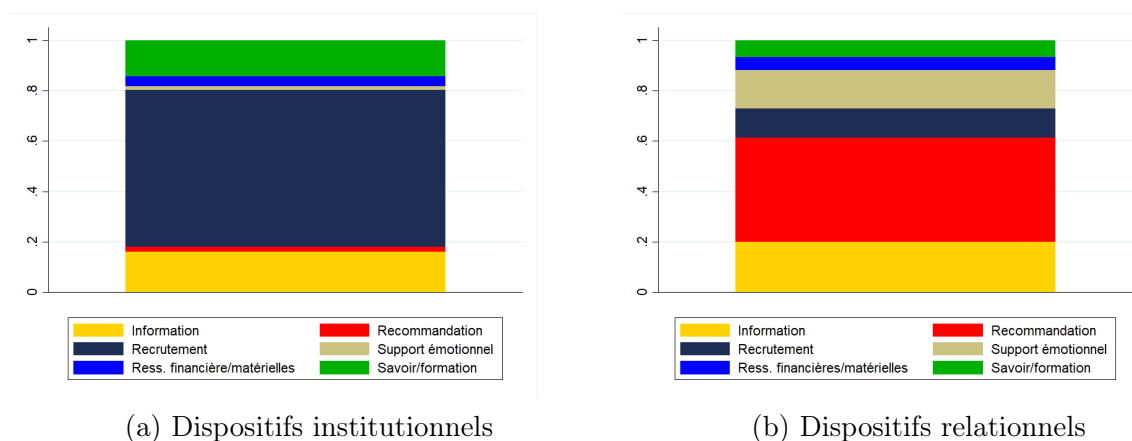 1
.8
.6
.4
.2
0
Information
Recommandation
Recrutement
Support émotionnel
Ress. financière/matérielles
Savoir/formation
(a) Dispositifs institutionnels
1
.8
.6
.4
.2
0
Information
Recommandation
Recrutement
Support émotionnel
Ress. financières/matérielles
Savoir/formation
(b) Dispositifs relationnels